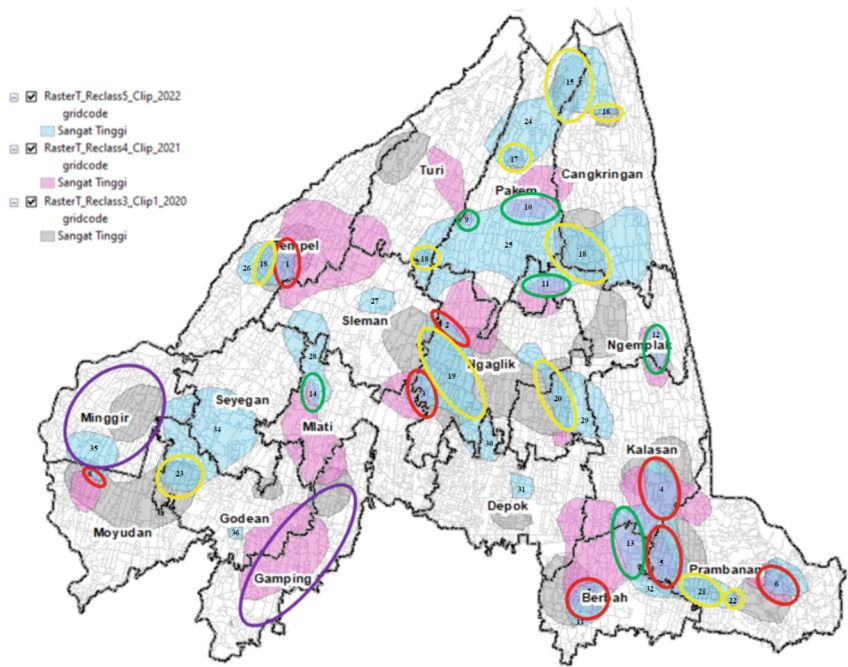 RasterT_Reclass5_Clip_2022
gridcode
Sangat Tinggi
RasterT_Reclass4_Clip_2021
gridcode
Sangat Tinggi
RasterT_Reclass3_Clip1_2020
gridcode
Sangat Tinggi
15
16
24
17
Turi
Cangkringan
Pakem
10
9
25
Tempel
18
18
18
26
1
11
27
Sleman
2
12
Ngemplak
28
Ngaglik
19
14
3
20
Seyegan
Minggir
Mlati
29
34
30
35
Kalasan
8
23
4
31
Depok
Moyudan
Godean
36
13
5
Gamping
Prambanan
6
7
Berbah
32
21
22
33